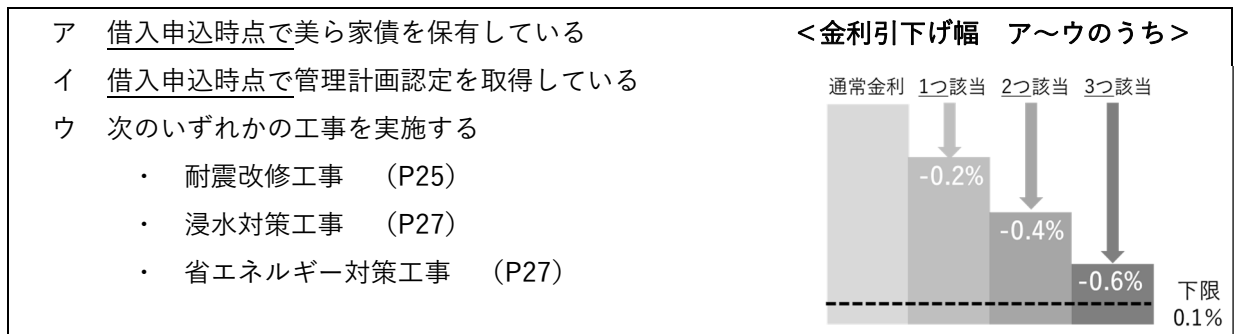 ア 借入申込時点で美ら家債を保有している
イ 借入申込時点で管理計画認定を取得している
ウ 次のいずれかの工事を実施する
・ 耐震改修工事 （P25）
・ 浸水対策工事 （P27）
・ 省エネルギー対策工事 （P27）
＜金利引下げ幅 ア～ウのうち＞
通常金利 1つ該当 2つ該当 3つ該当
-0.2%
-0.4%
-0.6%
下限
0.1%